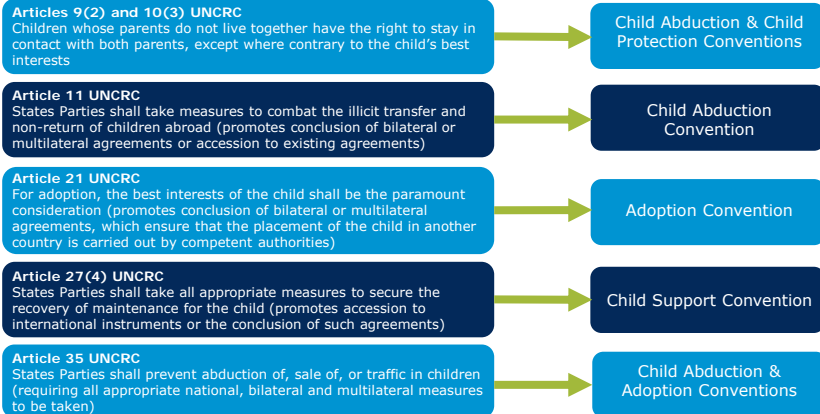 Articles 9(2) and 10(3) UNCRC
Children whose parents do not live together have the right to stay in
contact with both parents, except where contrary to the child's best
interests
Child Abduction & Child
Protection Conventions
Article 11 UNCRC
States Parties shall take measures to combat the illicit transfer and
non-return of children abroad (promotes conclusion of bilateral or
multilateral agreements or accession to existing agreements)
Child Abduction
Convention
Article 21 UNCRC
For adoption, the best interests of the child shall be the paramount
consideration (promotes conclusion of bilateral or multilateral
agreements, which ensure that the placement of the child in another
country is carried out by competent authorities)
Adoption Convention
Article 27(4) UNCRC
States Parties shall take all appropriate measures to secure the
recovery of maintenance for the child (promotes accession to
international instruments or the conclusion of such agreements)
Child Support Convention
Article 35 UNCRC
States Parties shall prevent abduction of, sale of, or traffic in children
(requiring all appropriate national, bilateral and multilateral measures
to be taken)
Child Abduction &
Adoption Conventions